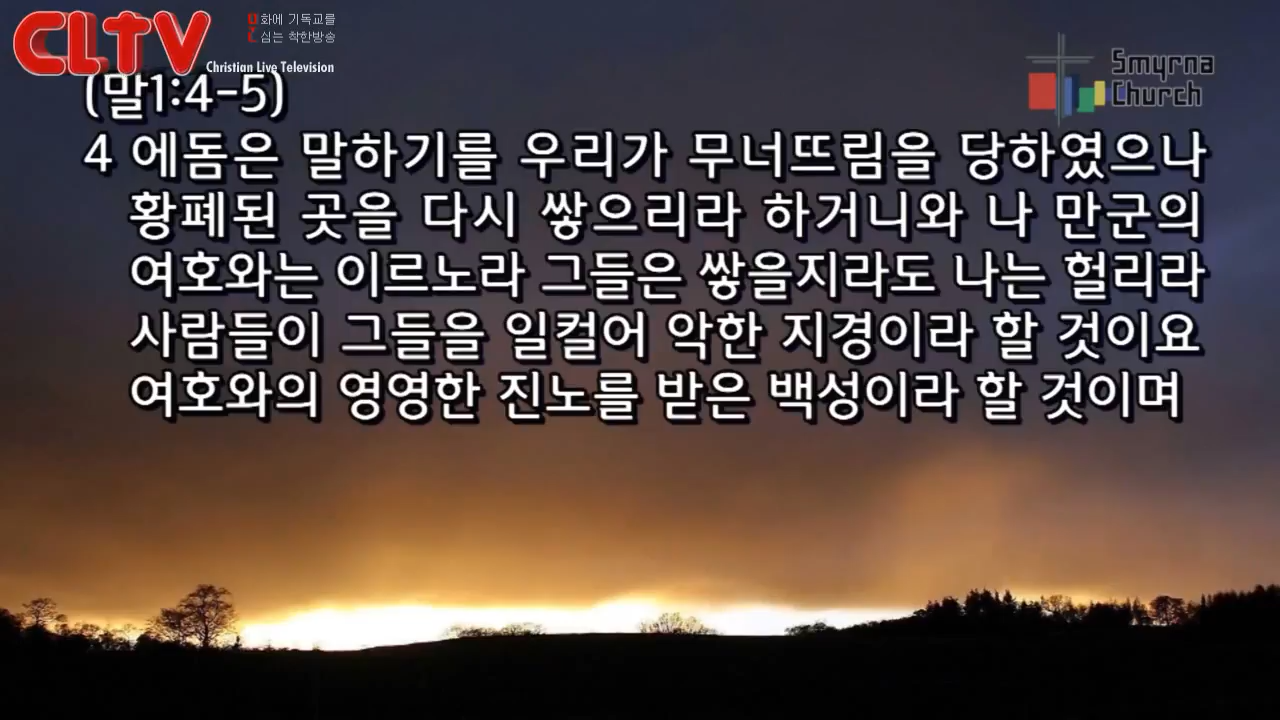 CLTV
문화에 기독교를
심는 착한방송
Christian Live Television
Smyrna
Church
(말1:4-5)
4 에돔은 말하기를 우리가 무너뜨림을 당하였으나
황폐된 곳을 다시 쌓으리라 하거니와 나 만군의
여호와는 이르노라 그들은 쌓을지라도 나는 헐리라
사람들이 그들을 일컬어 악한 지경이라 할 것이요
여호와의 영영한 진노를 받은 백성이라 할 것이며